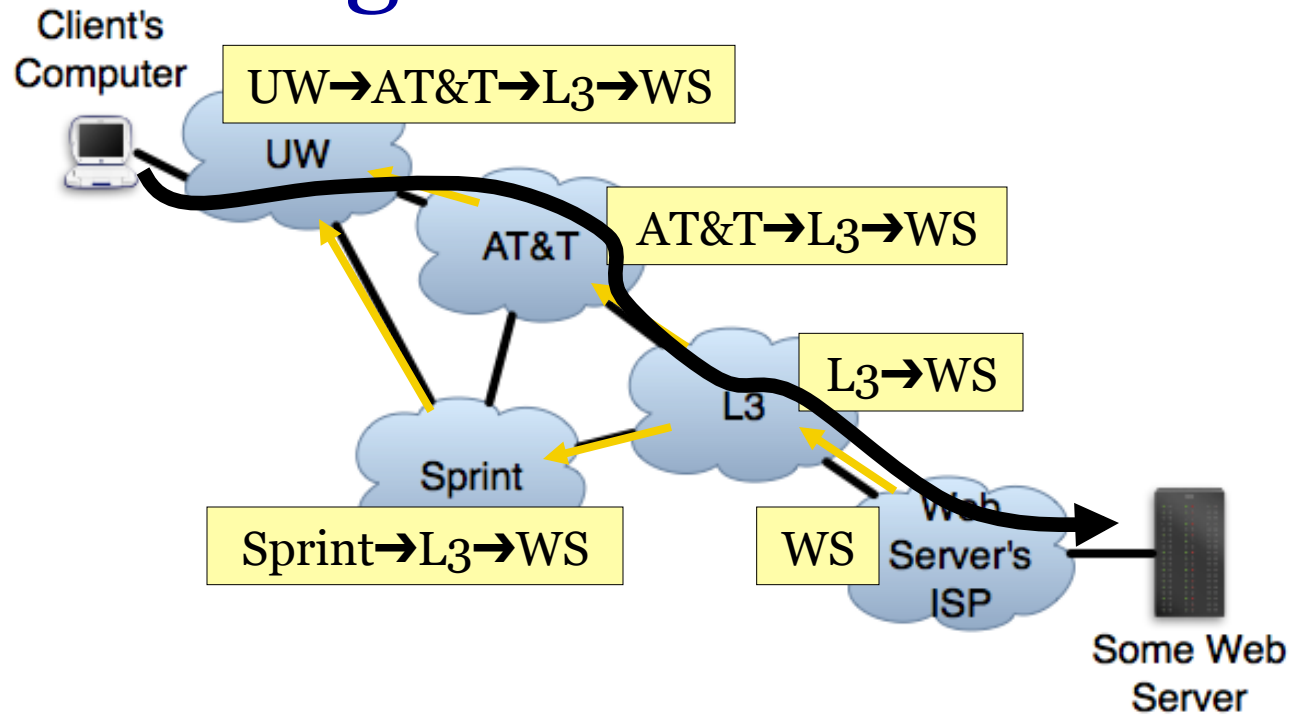 Client's
Computer
UW➔AT&T➔L3➔WS
UW
AT&T➔L3➔WS
AT&T
L3➔WS
L3
Sprint
Sprint➔L3➔WS
WS
Web
Server's
ISP
Some Web
Server